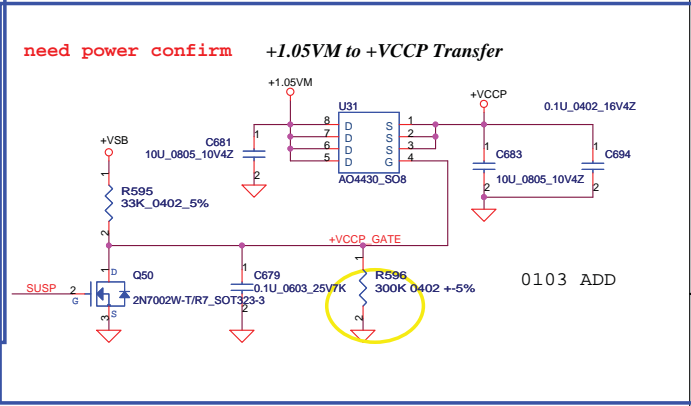 need power confirm +1.05VM to +VCCP Transfer
+1.05VM
+VCCP
U31
0.1U_0402_16V4Z
8 D S 1
7 D S 2
6 D S 3
5 D G 4
AO4430_SO8
+VSB
C681
10U_0805_10V4Z
1
2
C683
10U_0805_10V4Z
1
2
C694
1
2
1
R595
33K_0402_5%
2
+VCCP_GATE
1 D
Q50
SUSP 2
G
2N7002W-T/R7_SOT323-3
3 S
1
C679
0.1U_0603_25V7K
2
1
R596
300K 0402 +-5%
2
0103 ADD